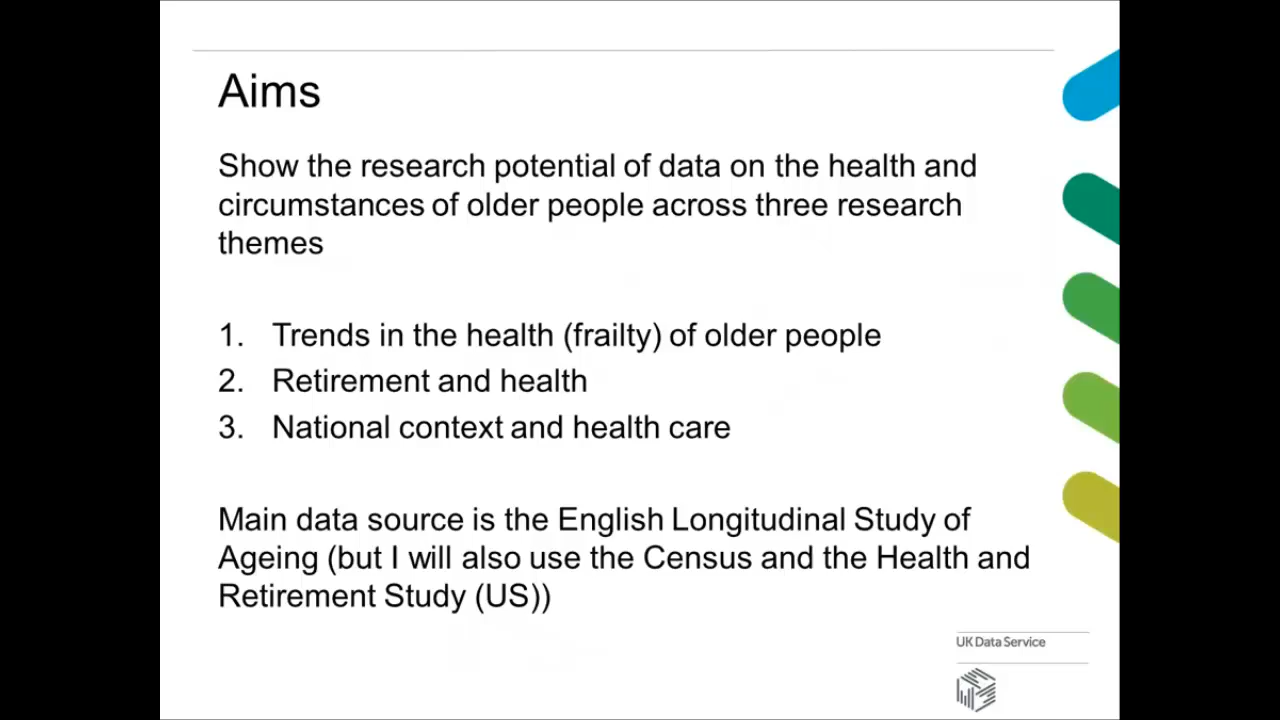 Aims
Show the research potential of data on the health and
circumstances of older people across three research
themes
1. Trends in the health (frailty) of older people
2. Retirement and health
3. National context and health care
Main data source is the English Longitudinal Study of
Ageing (but I will also use the Census and the Health and
Retirement Study (US))
UK Data Service